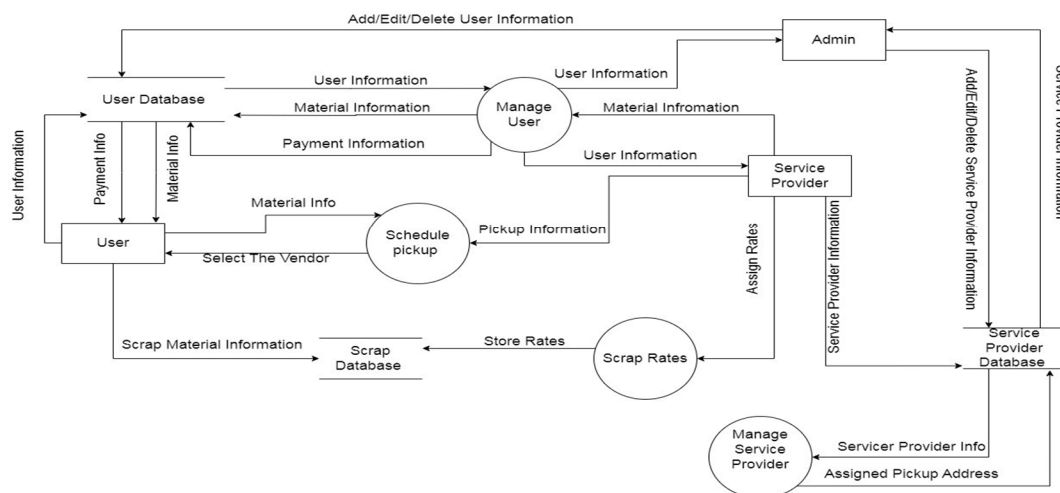 Add/Edit/Delete User Information
Admin
User Information
User Information
User Database
Manage
User
Material Information
Material Infromation
Payment Information
User Information
Service
Provider
User Information
Payment Info
Material Info
Add/Edit/Delete Service Provider Information
Material Info
User
Schedule
pickup
Pickup Information
Select The Vendor
Assign Rates
Service Provider Information
Scrap Material Information
Scrap
Database
Store Rates
Scrap Rates
Service
Provider
Database
Manage
Service
Provider
Servicer Provider Info
Assigned Pickup Address